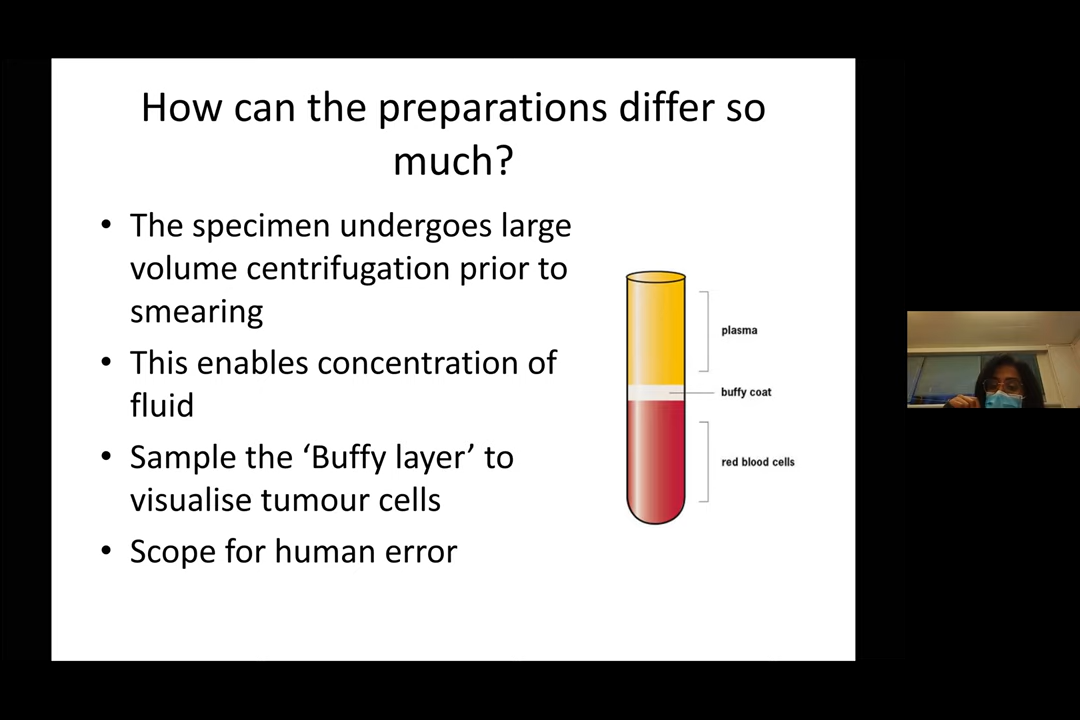 How can the preparations differ so
much?
• The specimen undergoes large
volume centrifugation prior to
smearing
• This enables concentration of
fluid
• Sample the ‘Buffy layer’ to
visualise tumour cells
• Scope for human error
plasma
buffy coat
red blood cells